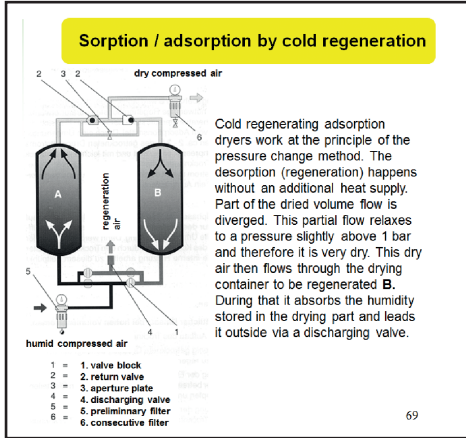 Sorption / adsorption by cold regeneration
2 3 2
dry compressed air
6
A
B
regeneration
air
5
4
1
humid compressed air
Cold regenerating adsorption
dryers work at the principle of the
pressure change method. The
desorption (regeneration) happens
without an additional heat supply.
Part of the dried volume flow is
diverged. This partial flow relaxes
to a pressure slightly above 1 bar
and therefore it is very dry. This dry
air then flows through the drying
container to be regenerated B.
During that it absorbs the humidity
stored in the drying part and leads
it outside via a discharging valve.
1 = 1. valve block
2 = 2. return valve
3 = 3. aperture plate
4 = 4. discharging valve
5 = 5. preliminnary filter
6 = 6. consecutive filter
69